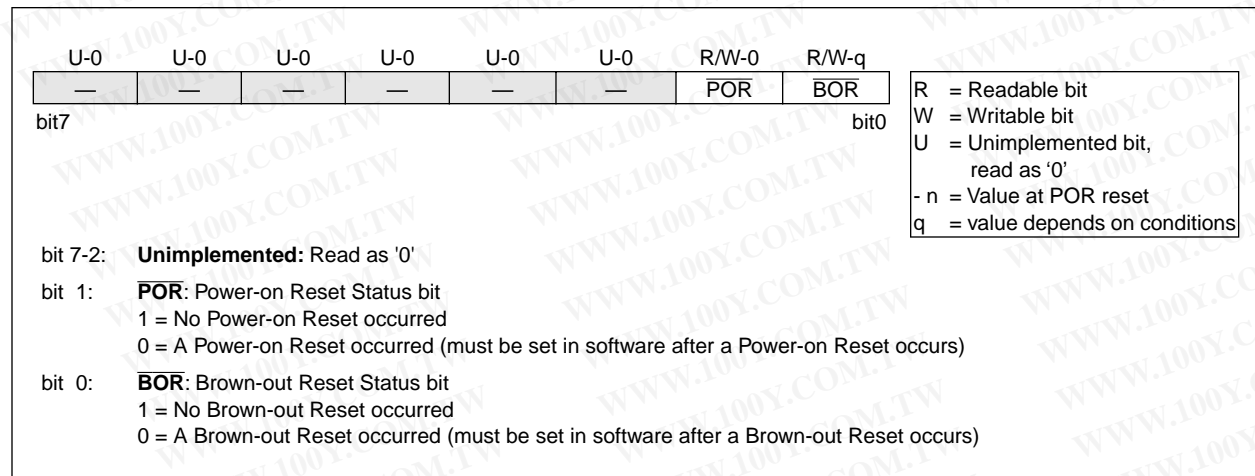 U-0 U-0 U-0 U-0 U-0 U-0 R/W-0 R/W-q
— — — — — — POR BOR
bit7 bit0
R = Readable bit
W = Writable bit
U = Unimplemented bit,
read as ‘0’
- n = Value at POR reset
q = value depends on conditions
bit 7-2: Unimplemented: Read as '0'
bit 1: POR: Power-on Reset Status bit
1 = No Power-on Reset occurred
0 = A Power-on Reset occurred (must be set in software after a Power-on Reset occurs)
bit 0: BOR: Brown-out Reset Status bit
1 = No Brown-out Reset occurred
0 = A Brown-out Reset occurred (must be set in software after a Brown-out Reset occurs)
WWW.100Y.COM.TW